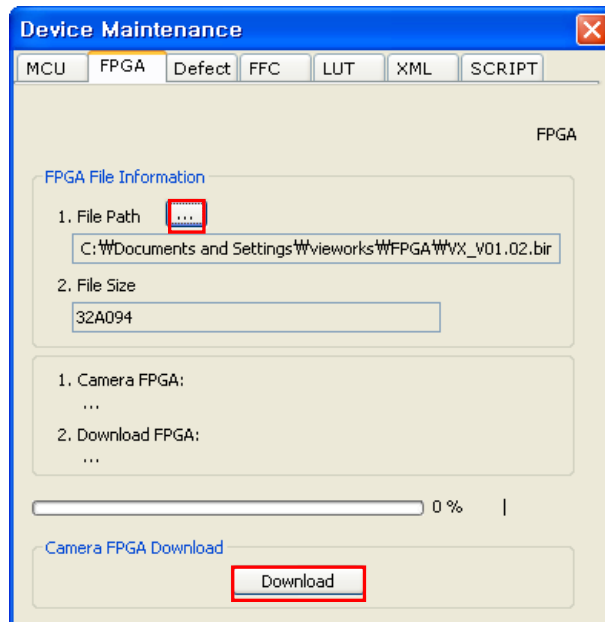 Device Maintenance
MCU FPGA Defect FFC LUT XML SCRIPT
FPGA
FPGA File Information
1. File Path ...
C:₩Documents and Settings₩vieworks₩FPGA₩VX_V01.02.bir
2. File Size
32A094
1. Camera FPGA:
...
2. Download FPGA:
...
0 %
Camera FPGA Download
Download